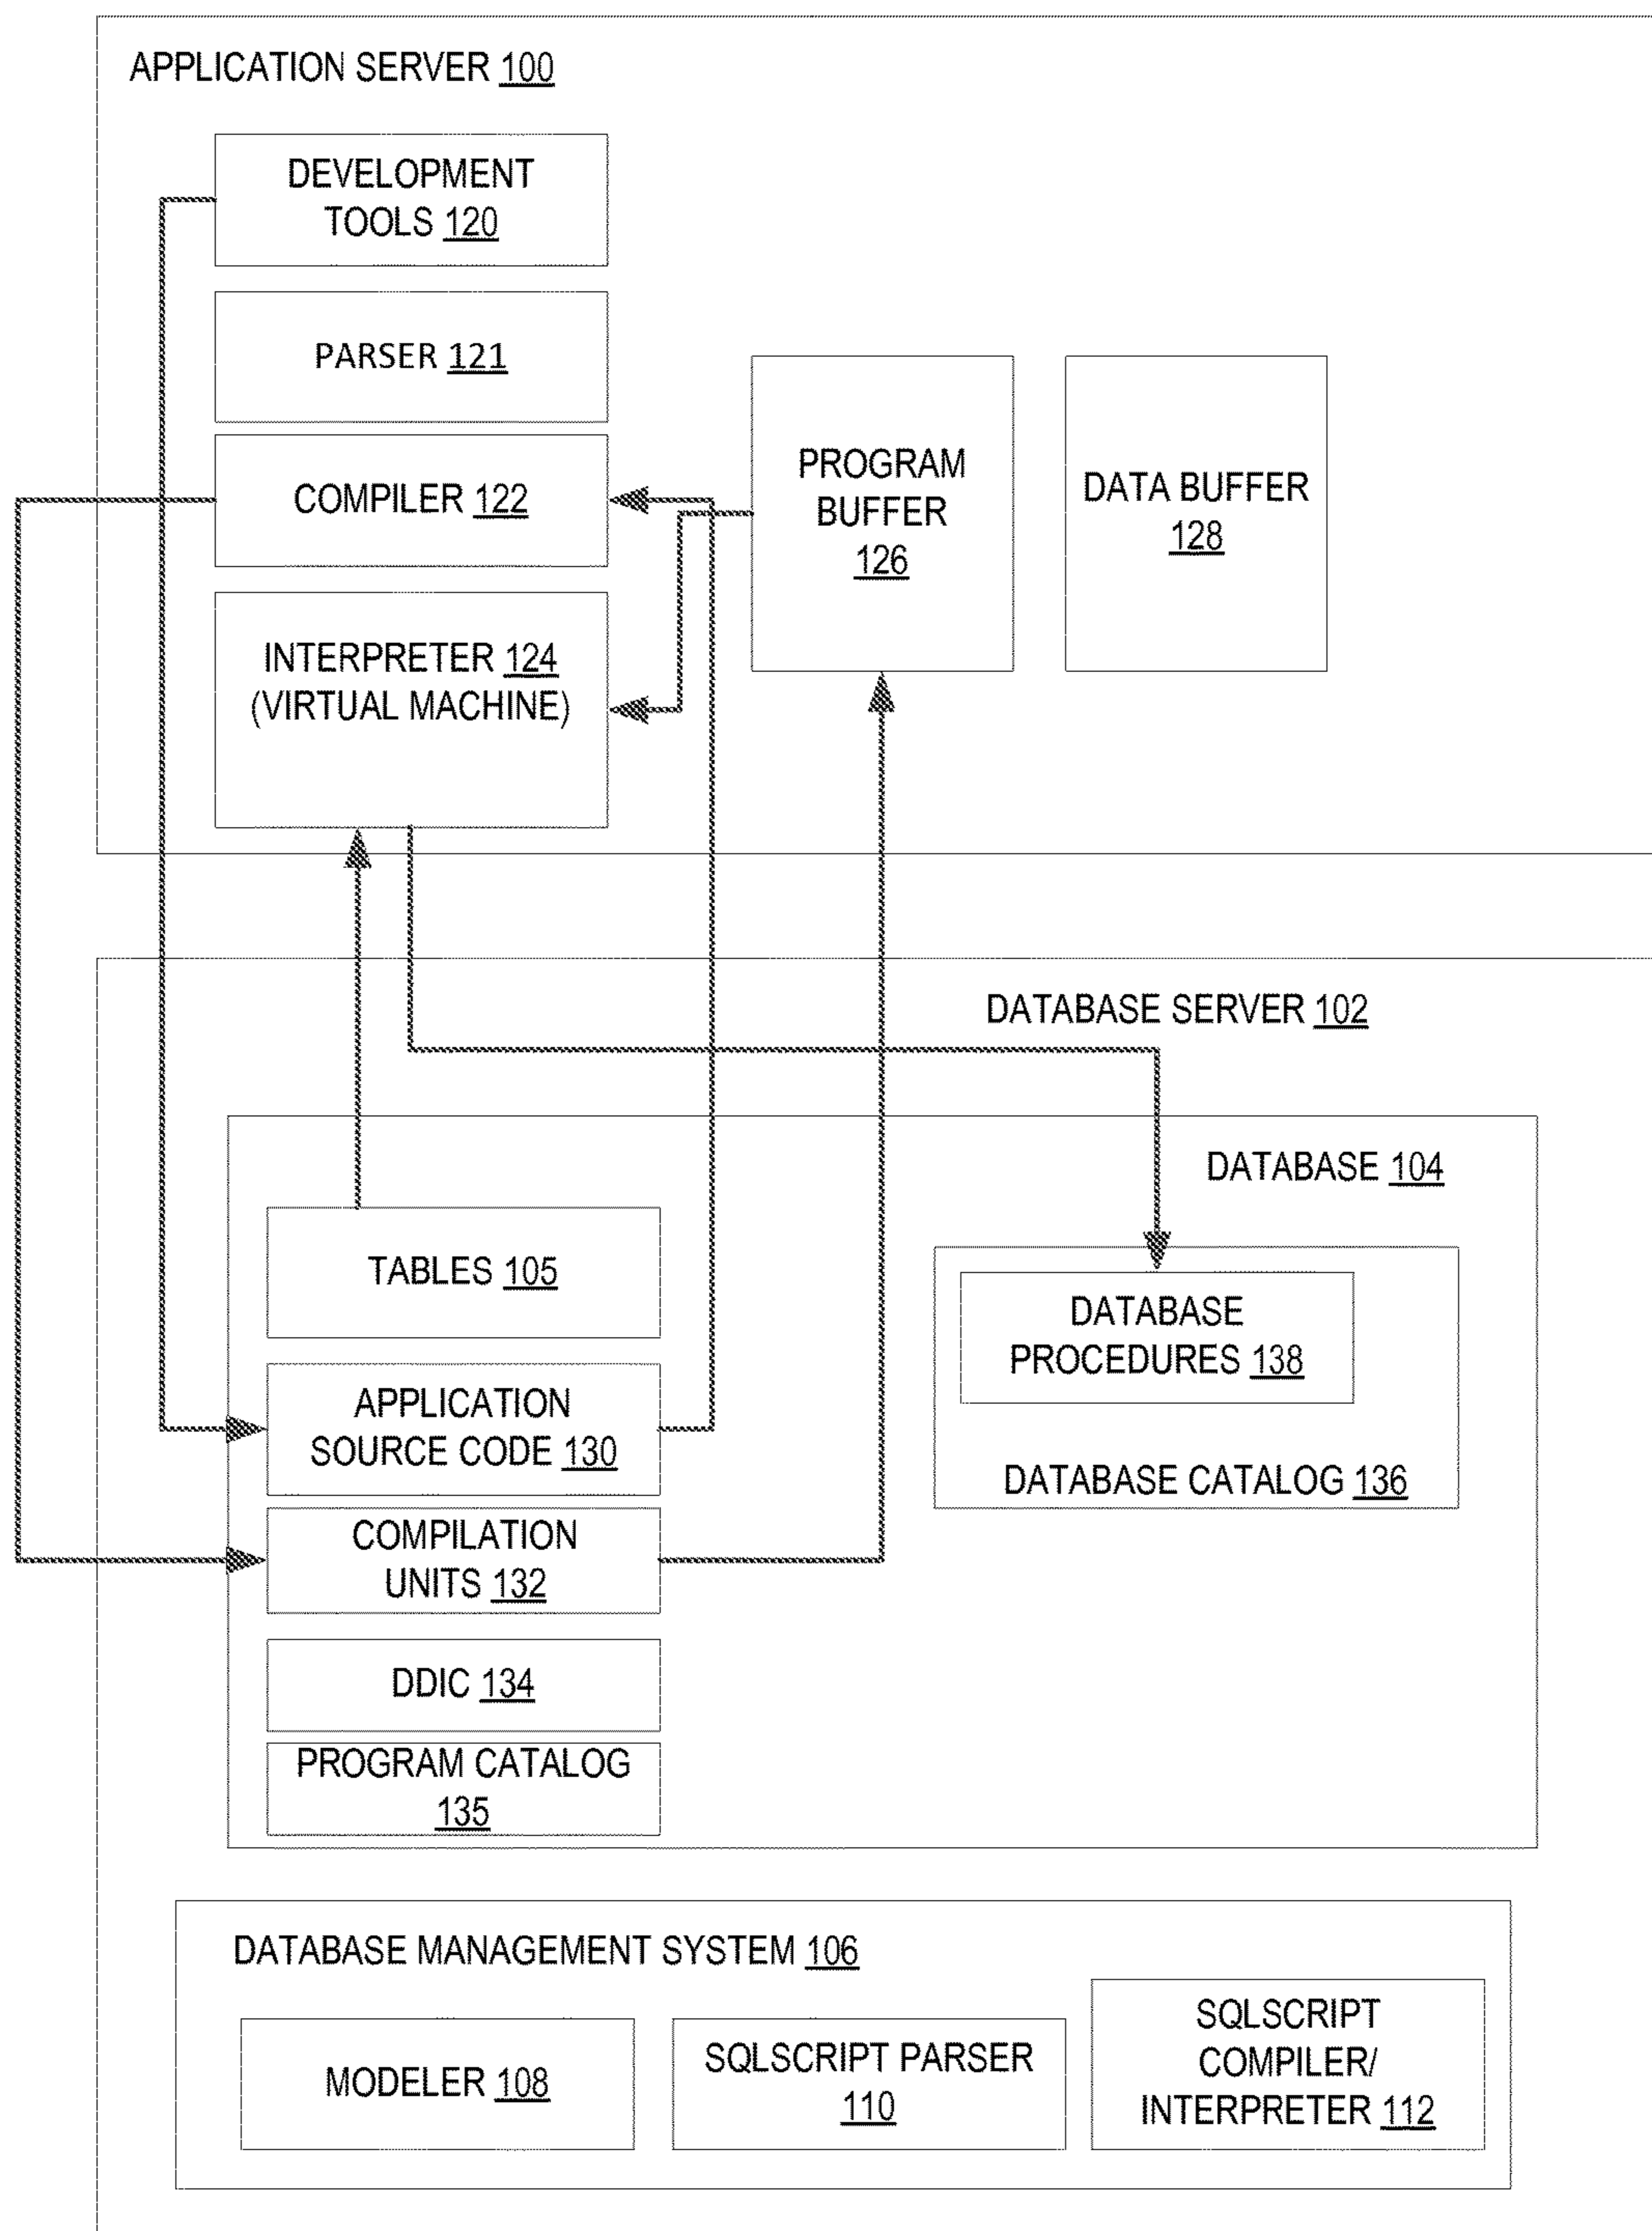 APPLICATION SERVER 100
DEVELOPMENT
TOOLS 120
PARSER 121
COMPILER 122
INTERPRETER 124
(VIRTUAL MACHINE)
PROGRAM
BUFFER
126
DATA BUFFER
128
DATABASE SERVER 102
DATABASE 104
TABLES 105
APPLICATION
SOURCE CODE 130
COMPILATION
UNITS 132
DDIC 134
PROGRAM CATALOG
135
DATABASE
PROCEDURES 138
DATABASE CATALOG 136
DATABASE MANAGEMENT SYSTEM 106
MODELER 108
SQLSCRIPT PARSER
110
SQLSCRIPT
COMPILER/
INTERPRETER 112